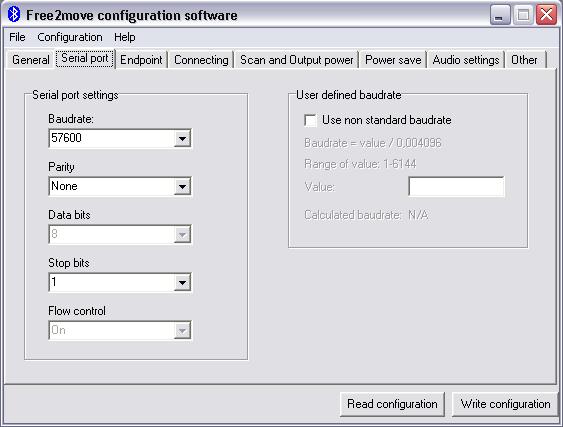 Free2move configuration software
File Configuration Help
General Serial port Endpoint Connecting Scan and Output power Power save Audio settings Other
Serial port settings
Baudrate:
57600
Parity
None
Data bits
8
Stop bits
1
Flow control
On
User defined baudrate
Use non standard baudrate
Baudrate = value / 0,004096
Range of value: 1-6144
Value:
Calculated baudrate: N/A
Read configuration Write configuration